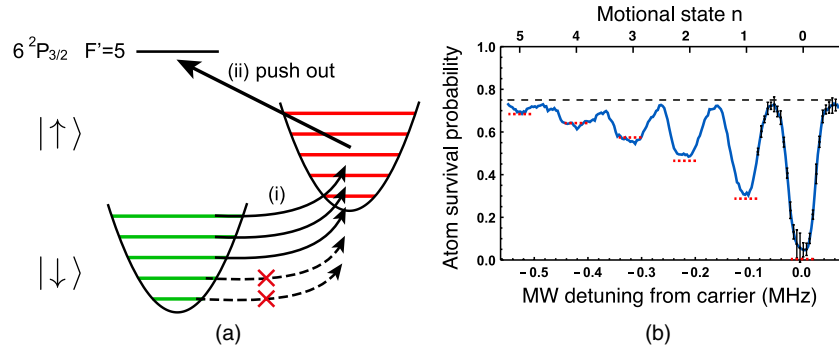 6 ²P₃/₂ F'=5
(ii) push out
|↑⟩
(i)
|↓⟩
(a)
Motional state n
5 4 3 2 1 0
Atom survival probability
1.0
0.8
0.6
0.4
0.2
0.0
−0.5 −0.4 −0.3 −0.2 −0.1 0.0
MW detuning from carrier (MHz)
(b)